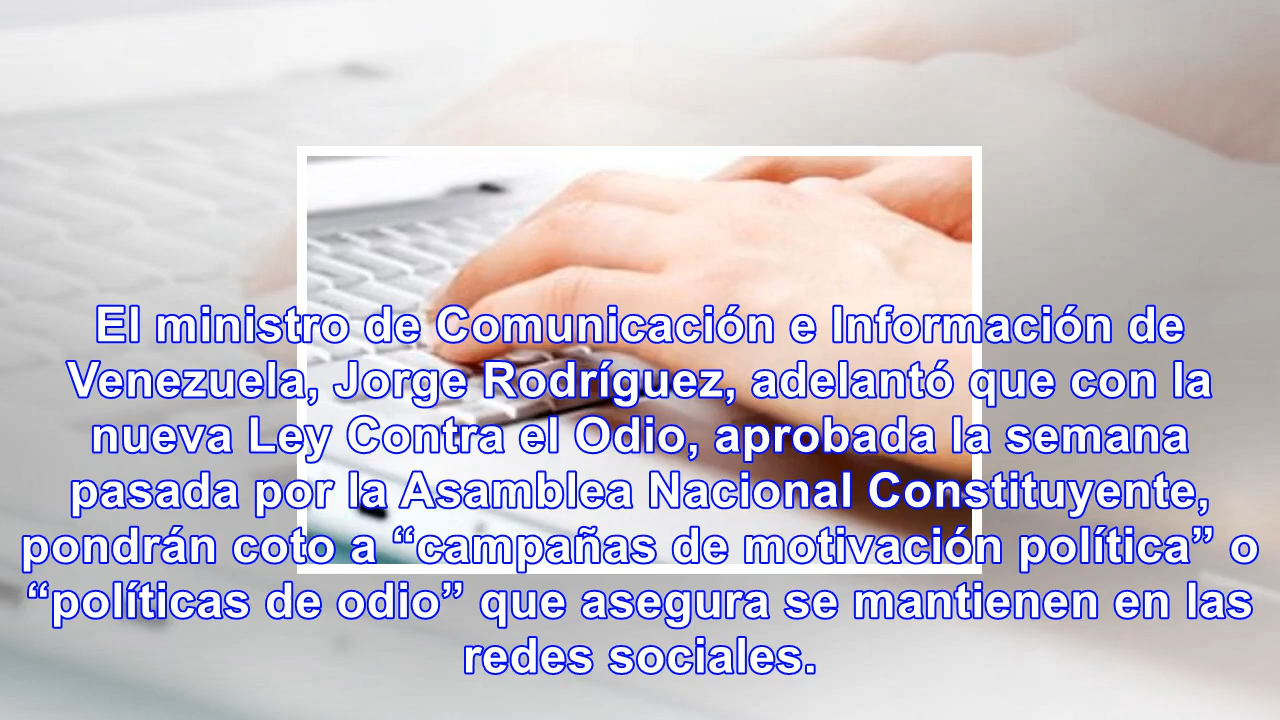 El ministro de Comunicación e Información de
Venezuela, Jorge Rodríguez, adelantó que con la
nueva Ley Contra el Odio, aprobada la semana
pasada por la Asamblea Nacional Constituyente,
pondrán coto a “campañas de motivación política” o
“políticas de odio” que asegura se mantienen en las
redes sociales.